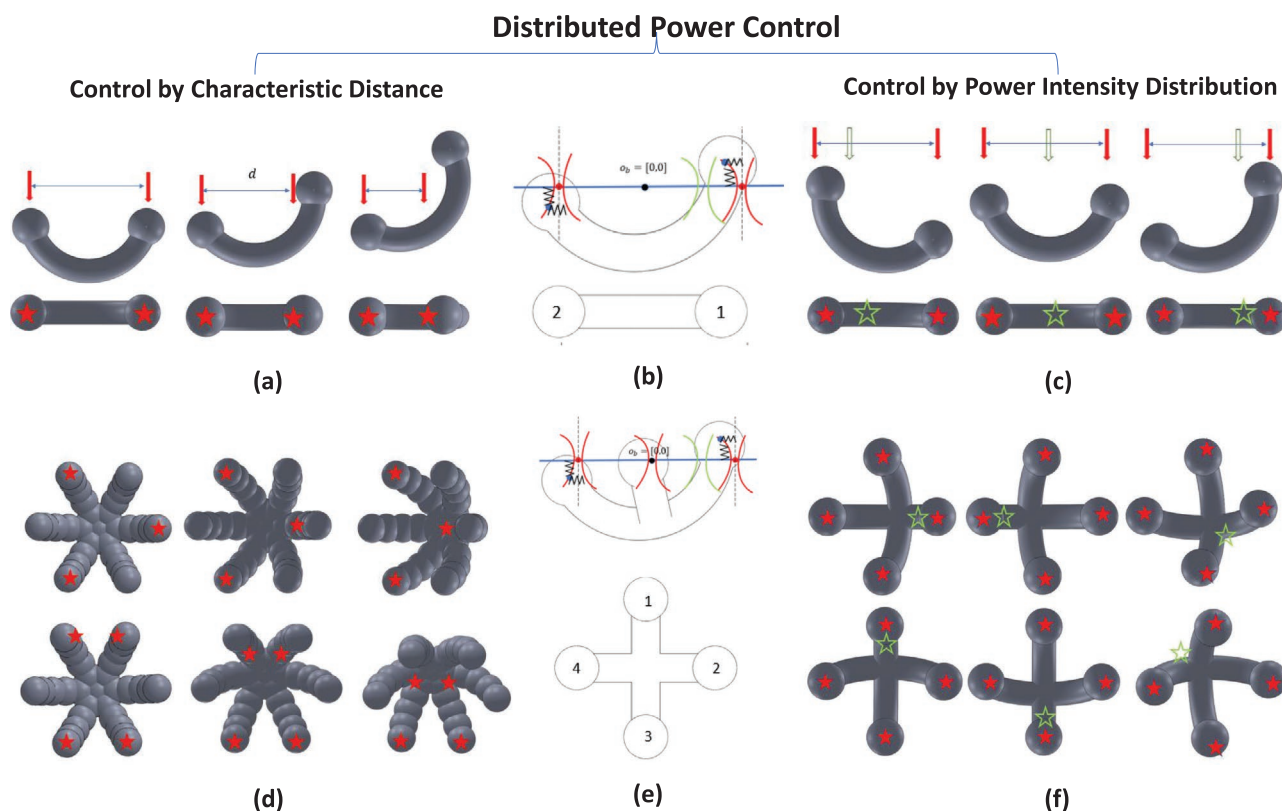 Distributed Power Control
Control by Characteristic Distance
Control by Power Intensity Distribution
d
o_b = [0,0]
2
1
(a)
(b)
(c)
o_b = [0,0]
1
4
2
3
(d)
(e)
(f)